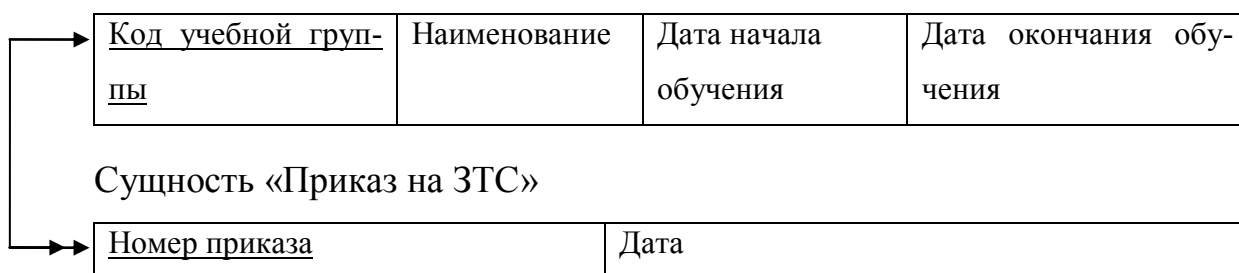 Код учебной груп- Наименование Дата начала Дата окончания обу-
пы обучения чения
Сущность «Приказ на ЗТС»
Номер приказа Дата